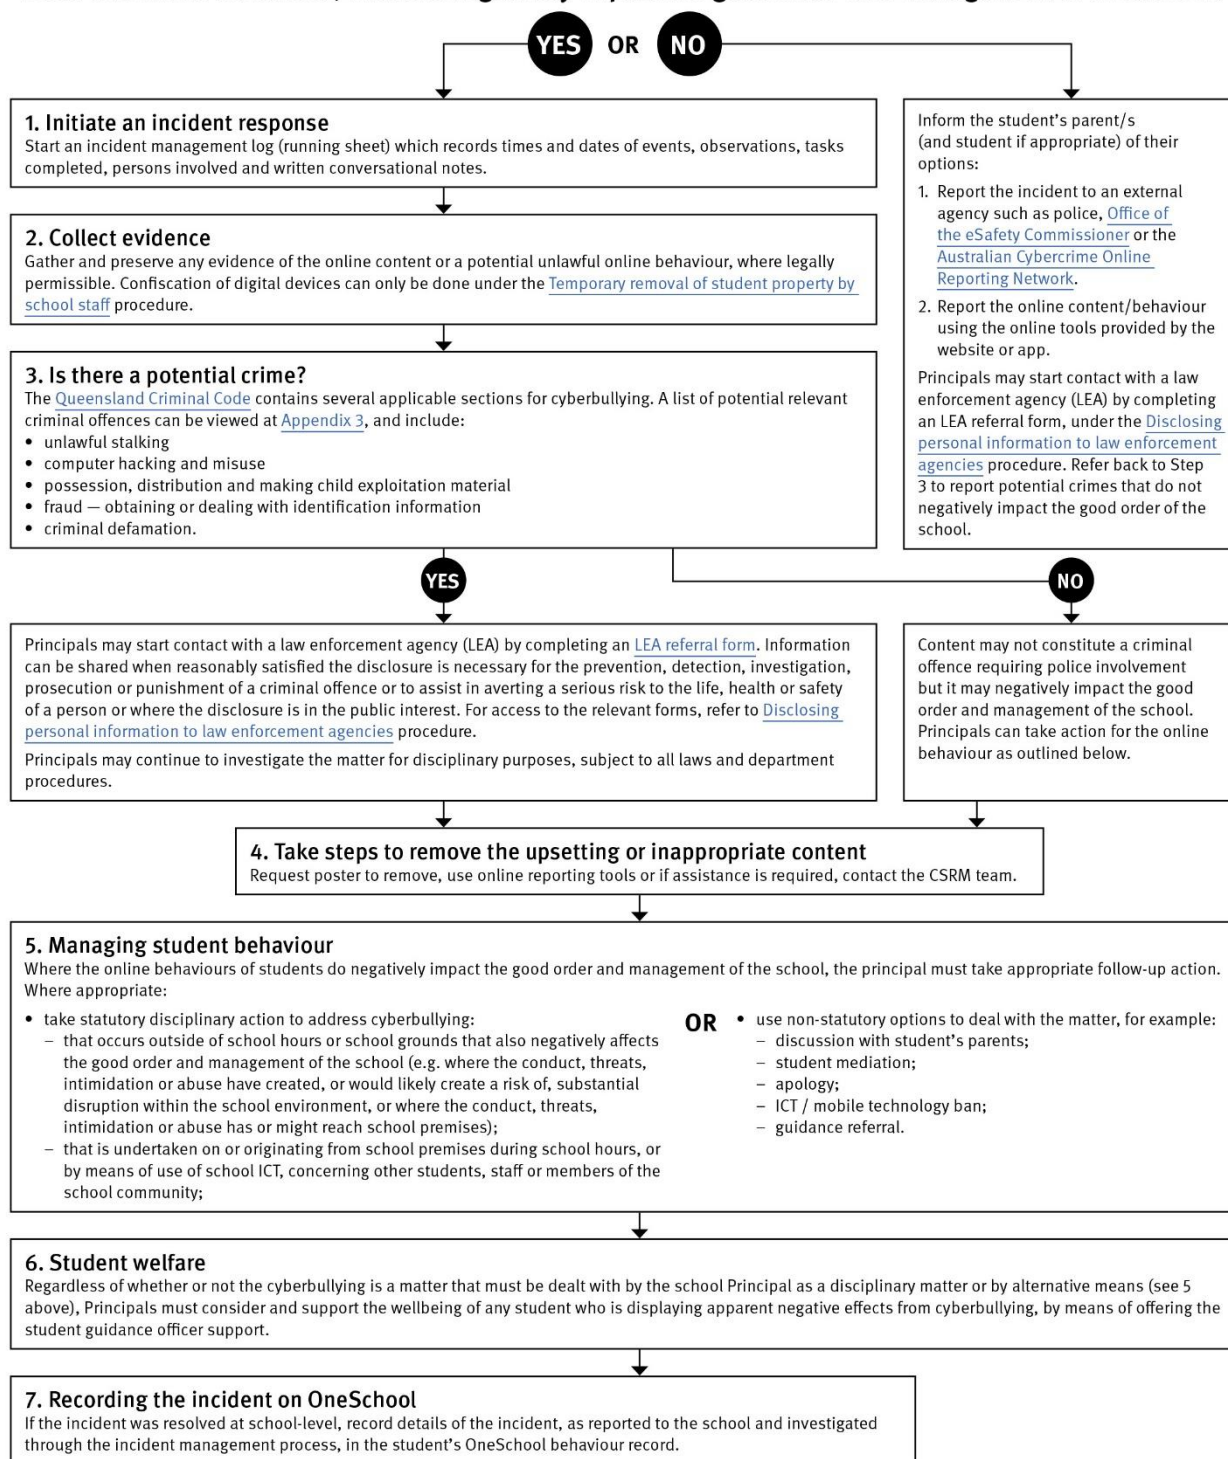 YES OR NO
1. Initiate an incident response
Start an incident management log (running sheet) which records times and dates of events, observations, tasks
completed, persons involved and written conversational notes.
2. Collect evidence
Gather and preserve any evidence of the online content or a potential unlawful online behaviour, where legally
permissible. Confiscation of digital devices can only be done under the Temporary removal of student property by
school staff procedure.
3. Is there a potential crime?
The Queensland Criminal Code contains several applicable sections for cyberbullying. A list of potential relevant
criminal offences can be viewed at Appendix 3, and include:
• unlawful stalking
• computer hacking and misuse
• possession, distribution and making child exploitation material
• fraud — obtaining or dealing with identification information
• criminal defamation.
Inform the student's parent/s
(and student if appropriate) of their
options:
1. Report the incident to an external
agency such as police, Office of
the eSafety Commissioner or the
Australian Cybercrime Online
Reporting Network.
2. Report the online content/behaviour
using the online tools provided by the
website or app.
Principals may start contact with a law
enforcement agency (LEA) by completing
an LEA referral form, under the Disclosing
personal information to law enforcement
agencies procedure. Refer back to Step
3 to report potential crimes that do not
negatively impact the good order of the
school.
YES
NO
Principals may start contact with a law enforcement agency (LEA) by completing an LEA referral form. Information
can be shared when reasonably satisfied the disclosure is necessary for the prevention, detection, investigation,
prosecution or punishment of a criminal offence or to assist in averting a serious risk to the life, health or safety
of a person or where the disclosure is in the public interest. For access to the relevant forms, refer to Disclosing
personal information to law enforcement agencies procedure.
Principals may continue to investigate the matter for disciplinary purposes, subject to all laws and department
procedures.
Content may not constitute a criminal
offence requiring police involvement
but it may negatively impact the good
order and management of the school.
Principals can take action for the online
behaviour as outlined below.
4. Take steps to remove the upsetting or inappropriate content
Request poster to remove, use online reporting tools or if assistance is required, contact the CSRM team.
5. Managing student behaviour
Where the online behaviours of students do negatively impact the good order and management of the school, the principal must take appropriate follow-up action.
Where appropriate:
• take statutory disciplinary action to address cyberbullying:
– that occurs outside of school hours or school grounds that also negatively affects
the good order and management of the school (e.g. where the conduct, threats,
intimidation or abuse have created, or would likely create a risk of, substantial
disruption within the school environment, or where the conduct, threats,
intimidation or abuse has or might reach school premises);
– that is undertaken on or originating from school premises during school hours, or
by means of use of school ICT, concerning other students, staff or members of the
school community;
OR
• use non-statutory options to deal with the matter, for example:
– discussion with student's parents;
– student mediation;
– apology;
– ICT / mobile technology ban;
– guidance referral.
6. Student welfare
Regardless of whether or not the cyberbullying is a matter that must be dealt with by the school Principal as a disciplinary matter or by alternative means (see 5
above), Principals must consider and support the wellbeing of any student who is displaying apparent negative effects from cyberbullying, by means of offering the
student guidance officer support.
7. Recording the incident on OneSchool
If the incident was resolved at school-level, record details of the incident, as reported to the school and investigated
through the incident management process, in the student's OneSchool behaviour record.